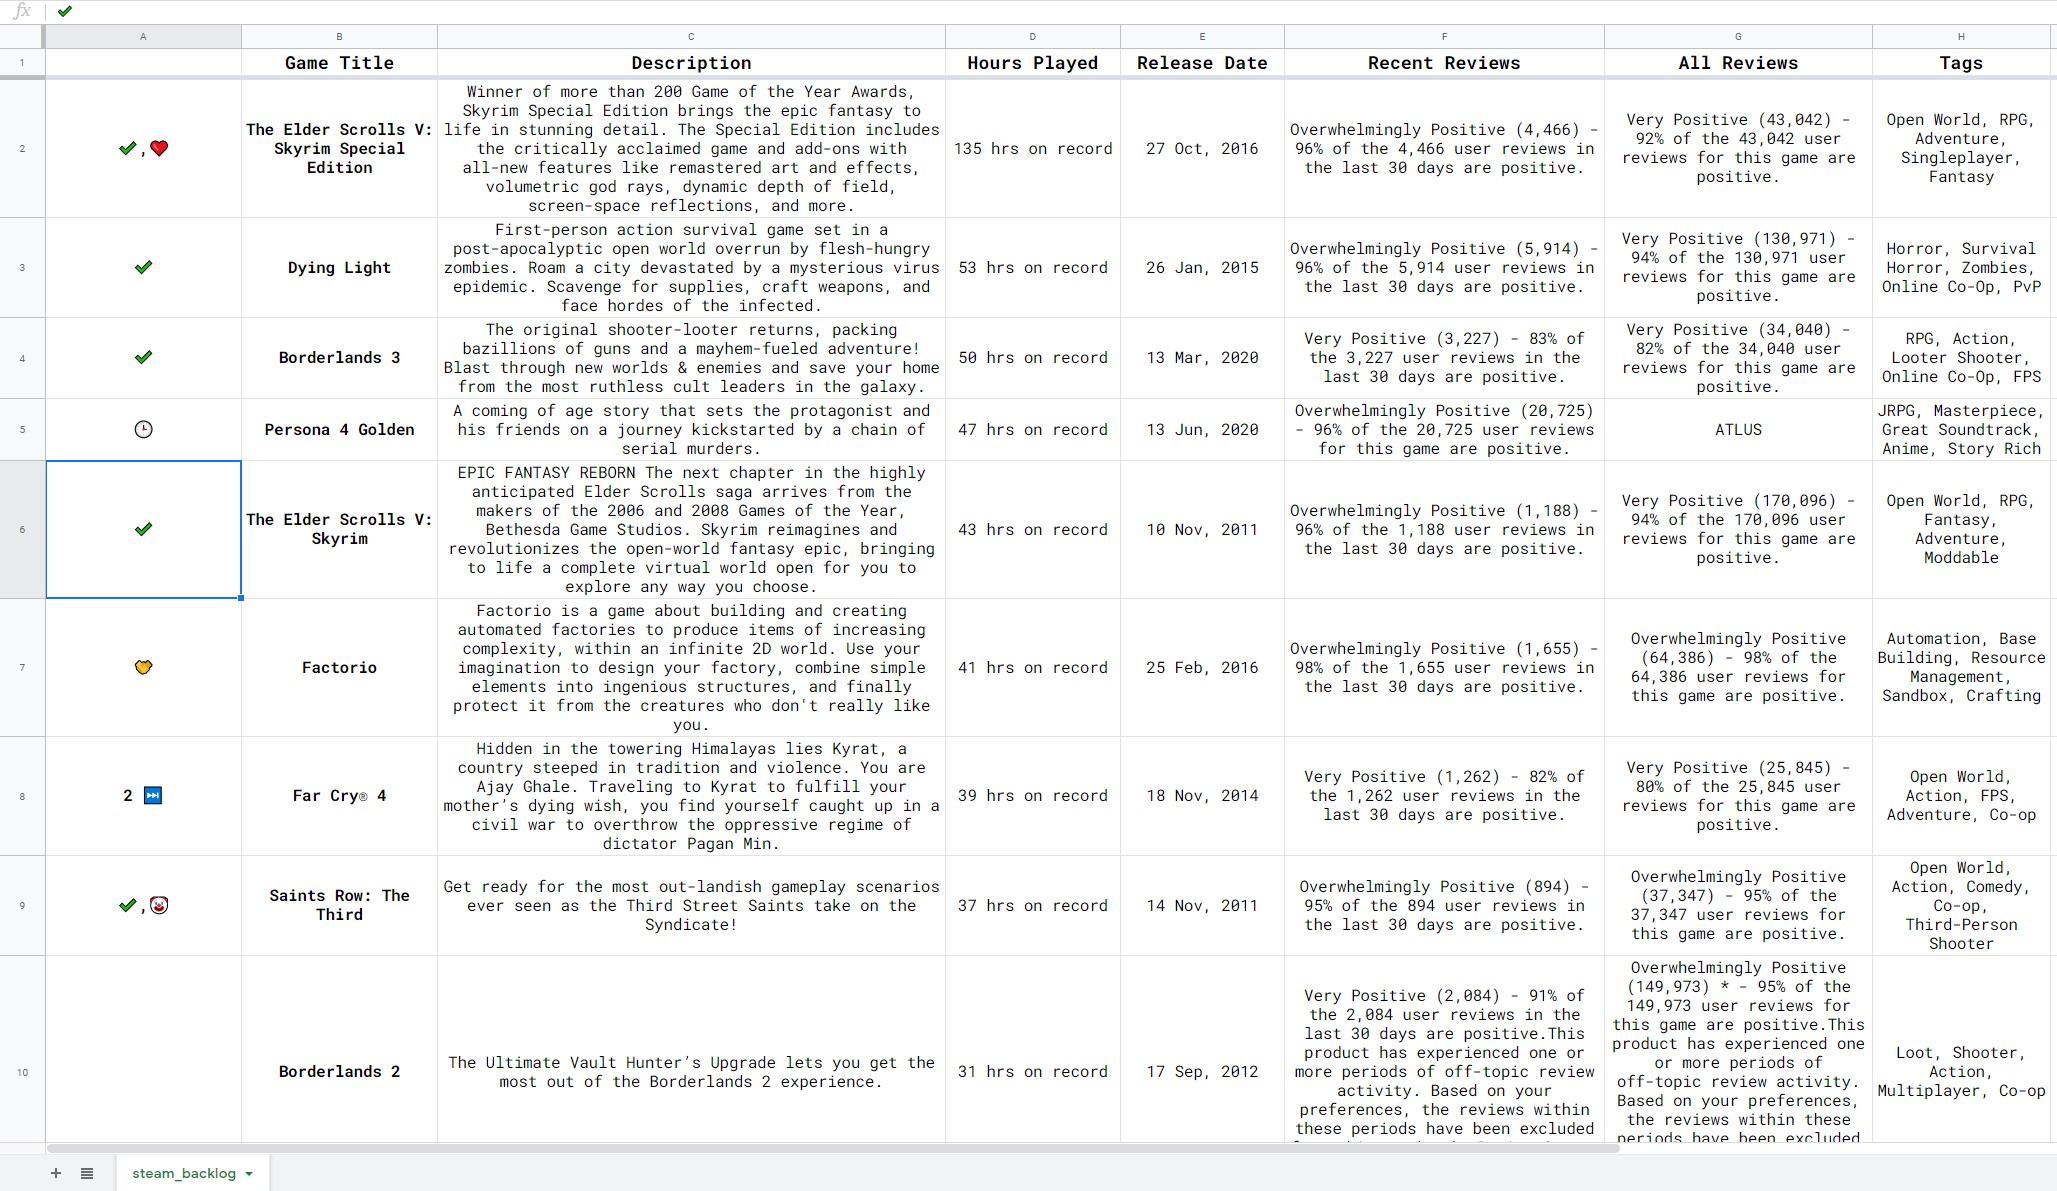 fx ✔
A B C D E F G H
1 Game Title Description Hours Played Release Date Recent Reviews All Reviews Tags
2
✔,❤
The Elder Scrolls V:
Skyrim Special
Edition
Winner of more than 200 Game of the Year Awards,
Skyrim Special Edition brings the epic fantasy to
life in stunning detail. The Special Edition includes
the critically acclaimed game and add-ons with
all-new features like remastered art and effects,
volumetric god rays, dynamic depth of field,
screen-space reflections, and more.
135 hrs on record
27 Oct, 2016
Overwhelmingly Positive (4,466) -
96% of the 4,466 user reviews in
the last 30 days are positive.
Very Positive (43,042) -
92% of the 43,042 user
reviews for this game are
positive.
Open World, RPG,
Adventure,
Singleplayer,
Fantasy
3
✔
Dying Light
First-person action survival game set in a
post-apocalyptic open world overrun by flesh-hungry
zombies. Roam a city devastated by a mysterious virus
epidemic. Scavenge for supplies, craft weapons, and
face hordes of the infected.
53 hrs on record
26 Jan, 2015
Overwhelmingly Positive (5,914) -
96% of the 5,914 user reviews in
the last 30 days are positive.
Very Positive (130,971) -
94% of the 130,971 user
reviews for this game are
positive.
Horror, Survival
Horror, Zombies,
Online Co-Op, PvP
4
✔
Borderlands 3
The original shooter-looter returns, packing
bazillions of guns and a mayhem-fueled adventure!
Blast through new worlds & enemies and save your home
from the most ruthless cult leaders in the galaxy.
50 hrs on record
13 Mar, 2020
Very Positive (3,227) - 83% of
the 3,227 user reviews in the
last 30 days are positive.
Very Positive (34,040) -
82% of the 34,040 user
reviews for this game are
positive.
RPG, Action,
Looter Shooter,
Online Co-Op, FPS
5
Persona 4 Golden
A coming of age story that sets the protagonist and
his friends on a journey kickstarted by a chain of
serial murders.
47 hrs on record
13 Jun, 2020
Overwhelmingly Positive (20,725)
- 96% of the 20,725 user reviews
for this game are positive.
ATLUS
JRPG, Masterpiece,
Great Soundtrack,
Anime, Story Rich
6
✔
The Elder Scrolls V:
Skyrim
EPIC FANTASY REBORN The next chapter in the highly
anticipated Elder Scrolls saga arrives from the
makers of the 2006 and 2008 Games of the Year,
Bethesda Game Studios. Skyrim reimagines and
revolutionizes the open-world fantasy epic, bringing
to life a complete virtual world open for you to
explore any way you choose.
43 hrs on record
10 Nov, 2011
Overwhelmingly Positive (1,188) -
96% of the 1,188 user reviews in
the last 30 days are positive.
Very Positive (170,096) -
94% of the 170,096 user
reviews for this game are
positive.
Open World, RPG,
Fantasy,
Adventure,
Moddable
7
Factorio
Factorio is a game about building and creating
automated factories to produce items of increasing
complexity, within an infinite 2D world. Use your
imagination to design your factory, combine simple
elements into ingenious structures, and finally
protect it from the creatures who don't really like
you.
41 hrs on record
25 Feb, 2016
Overwhelmingly Positive (1,655) -
98% of the 1,655 user reviews in
the last 30 days are positive.
Overwhelmingly Positive
(64,386) - 98% of the
64,386 user reviews for
this game are positive.
Automation, Base
Building, Resource
Management,
Sandbox, Crafting
8
2 ⏭
Far Cry® 4
Hidden in the towering Himalayas lies Kyrat, a
country steeped in tradition and violence. You are
Ajay Ghale. Traveling to Kyrat to fulfill your
mother’s dying wish, you find yourself caught up in a
civil war to overthrow the oppressive regime of
dictator Pagan Min.
39 hrs on record
18 Nov, 2014
Very Positive (1,262) - 82% of
the 1,262 user reviews in the
last 30 days are positive.
Very Positive (25,845) -
80% of the 25,845 user
reviews for this game are
positive.
Open World,
Action, FPS,
Adventure, Co-op
9
✔,🤡
Saints Row: The
Third
Get ready for the most out-landish gameplay scenarios
ever seen as the Third Street Saints take on the
Syndicate!
37 hrs on record
14 Nov, 2011
Overwhelmingly Positive (894) -
95% of the 894 user reviews in
the last 30 days are positive.
Overwhelmingly Positive
(37,347) - 95% of the
37,347 user reviews for
this game are positive.
Open World,
Action, Comedy,
Co-op,
Third-Person
Shooter
10
Borderlands 2
The Ultimate Vault Hunter’s Upgrade lets you get the
most out of the Borderlands 2 experience.
31 hrs on record
17 Sep, 2012
Very Positive (2,084) - 91% of
the 2,084 user reviews in the
last 30 days are positive.This
product has experienced one or
more periods of off-topic review
activity. Based on your
preferences, the reviews within
these periods have been excluded
Overwhelmingly Positive
(149,973) * - 95% of the
149,973 user reviews for
this game are positive.This
product has experienced one
or more periods of
off-topic review activity.
Based on your preferences,
the reviews within these
periods have been excluded
Loot, Shooter,
Action,
Multiplayer, Co-op
steam_backlog